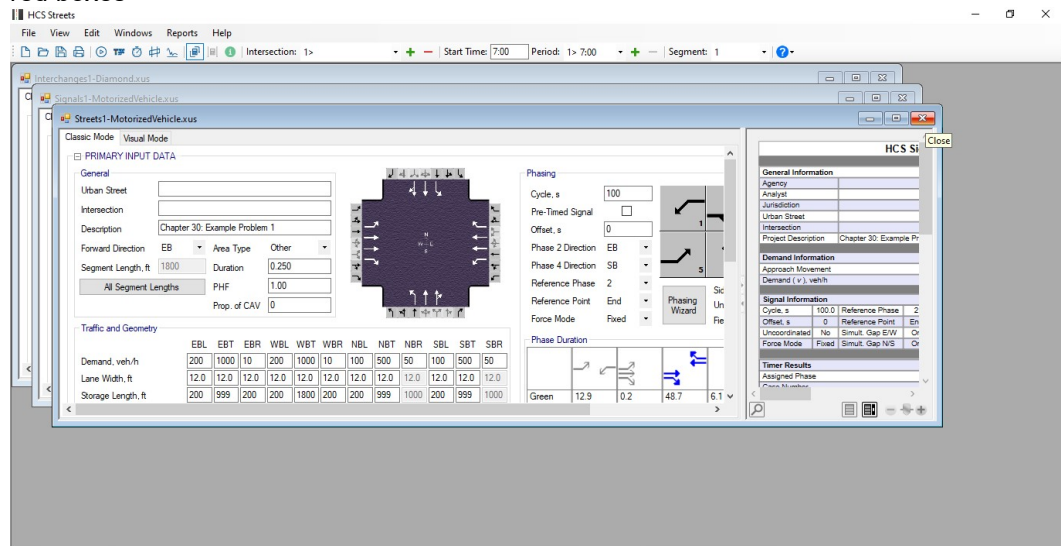 HCS Streets
File View Edit Windows Reports Help
Intersection: 1> Start Time: 7:00 Period: 1> 7:00 Segment: 1
Interchanges1-Diamond.xus
Signals1-MotorizedVehicle.xus
Streets1-MotorizedVehicle.xus
Close
Classic Mode Visual Mode
PRIMARY INPUT DATA
General
Urban Street
Intersection
Description Chapter 30: Example Problem 1
Forward Direction EB Area Type Other
Segment Length, ft 1800 Duration 0.250
All Segment Lengths PHF 1.00
Prop. of CAV 0
Traffic and Geometry
EBL EBT EBR WBL WBT WBR NBL NBT NBR SBL SBT SBR
Demand, veh/h 200 1000 10 200 1000 10 100 500 50 100 500 50
Lane Width, ft 12.0 12.0 12.0 12.0 12.0 12.0 12.0 12.0 12.0 12.0 12.0 12.0
Storage Length, ft 200 999 200 200 1800 200 200 999 1000 200 999 1000
Phasing
Cycle, s 100
Pre-Timed Signal
Offset, s 0
Phase 2 Direction EB
Phase 4 Direction SB
Reference Phase 2
Reference Point End
Force Mode Fixed
1
5
Phasing Wizard
Sic
Un
Fie
Phase Duration
Green 12.9 0.2 48.7 6.1
HCS Si
General Information
Agency
Analyst
Jurisdiction
Urban Street
Intersection
Project Description Chapter 30: Example Pr
Demand Information
Approach Movement
Demand ( v ), veh/h
Signal Information
Cycle, s 100.0 Reference Phase 2
Offset, s 0 Reference Point En
Uncoordinated No Simult. Gap E/W Or
Force Mode Fixed Simult. Gap N/S Or
Timer Results
Assigned Phase
Case Number